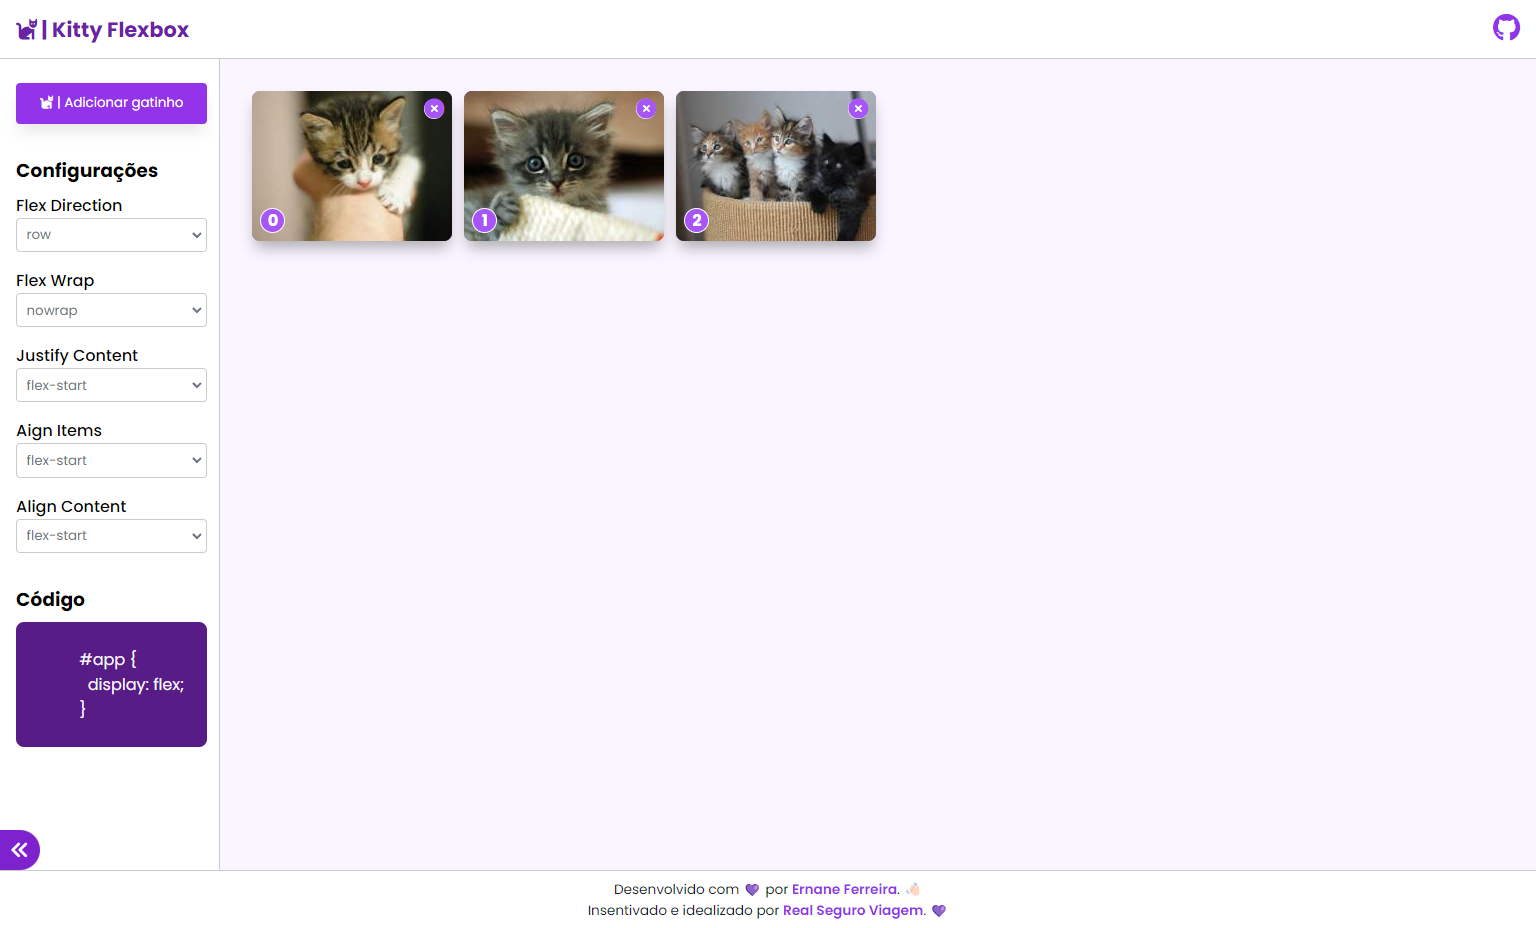 | Kitty Flexbox
| Adicionar gatinho
Configurações
Flex Direction
row
Flex Wrap
nowrap
Justify Content
flex-start
Aign Items
flex-start
Align Content
flex-start
Código
#app {
display: flex;
}
0
1
2
Desenvolvido com 💜 por Ernane Ferreira. 👏🏻
Insentivado e idealizado por Real Seguro Viagem. 💜